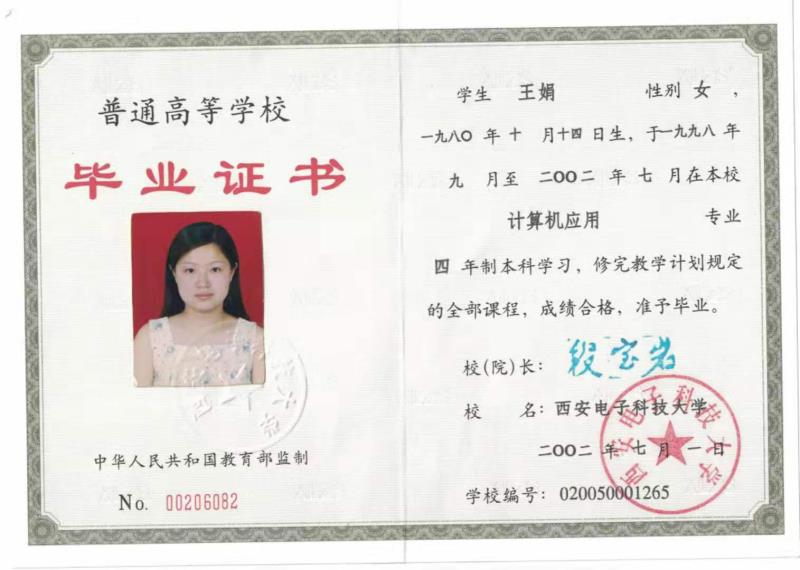 普通高等学校
毕业证书
中华人民共和国教育部监制
No. 00206082
学生 王娟 性别 女，
一九八〇 年 十 月十四日生，于一九九八 年
九 月至 二〇〇二 年 七 月在本校
计算机应用 专业
四 年制本科学习，修完教学计划规定
的全部课程，成绩合格，准予毕业。
校(院)长：段宝岩
校 名：西安电子科技大学
二〇〇二 年 七 月 一 日
学校编号：020050001265
西安电子科技大学